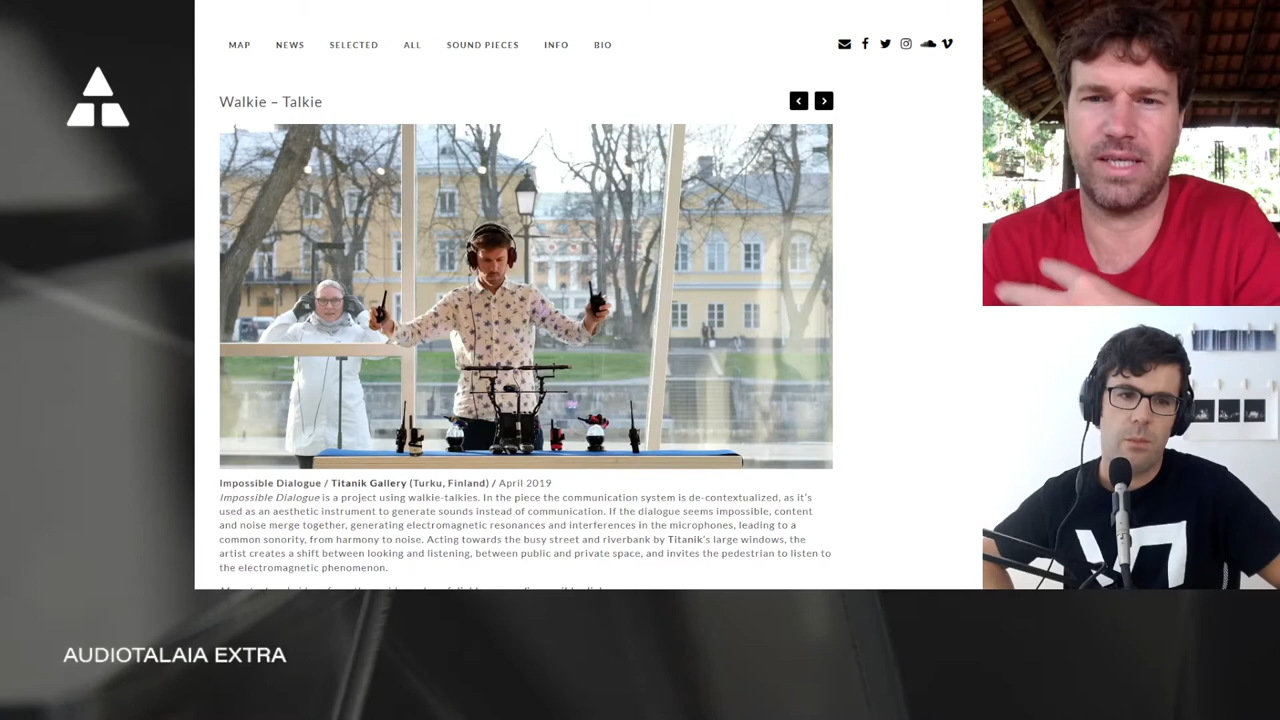 MAP NEWS SELECTED ALL SOUND PIECES INFO BIO
Walkie – Talkie
Impossible Dialogue / Titanik Gallery (Turku, Finland) / April 2019
Impossible Dialogue is a project using walkie-talkies. In the piece the communication system is de-contextualized, as it's
used as an aesthetic instrument to generate sounds instead of communication. If the dialogue seems impossible, content
and noise merge together, generating electromagnetic resonances and interferences in the microphones, leading to a
common sonority, from harmony to noise. Acting towards the busy street and riverbank by Titanik's large windows, the
artist creates a shift between looking and listening, between public and private space, and invites the pedestrian to listen to
the electromagnetic phenomenon.
AUDIOTALAIA EXTRA